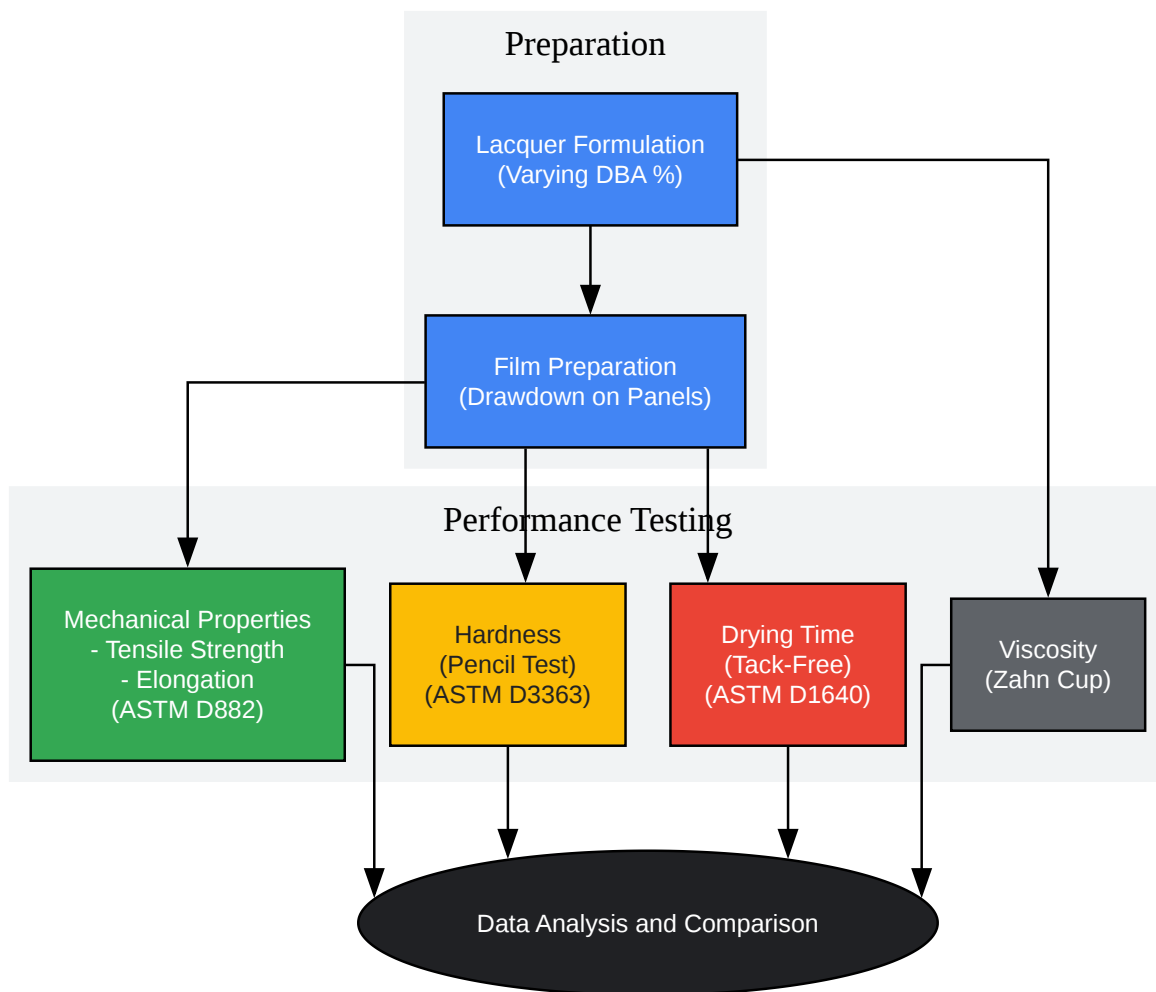 Preparation
Lacquer Formulation
(Varying DBA %)
Film Preparation
(Drawdown on Panels)
Performance Testing
Mechanical Properties
- Tensile Strength
- Elongation
(ASTM D882)
Hardness
(Pencil Test)
(ASTM D3363)
Drying Time
(Tack-Free)
(ASTM D1640)
Viscosity
(Zahn Cup)
Data Analysis and Comparison